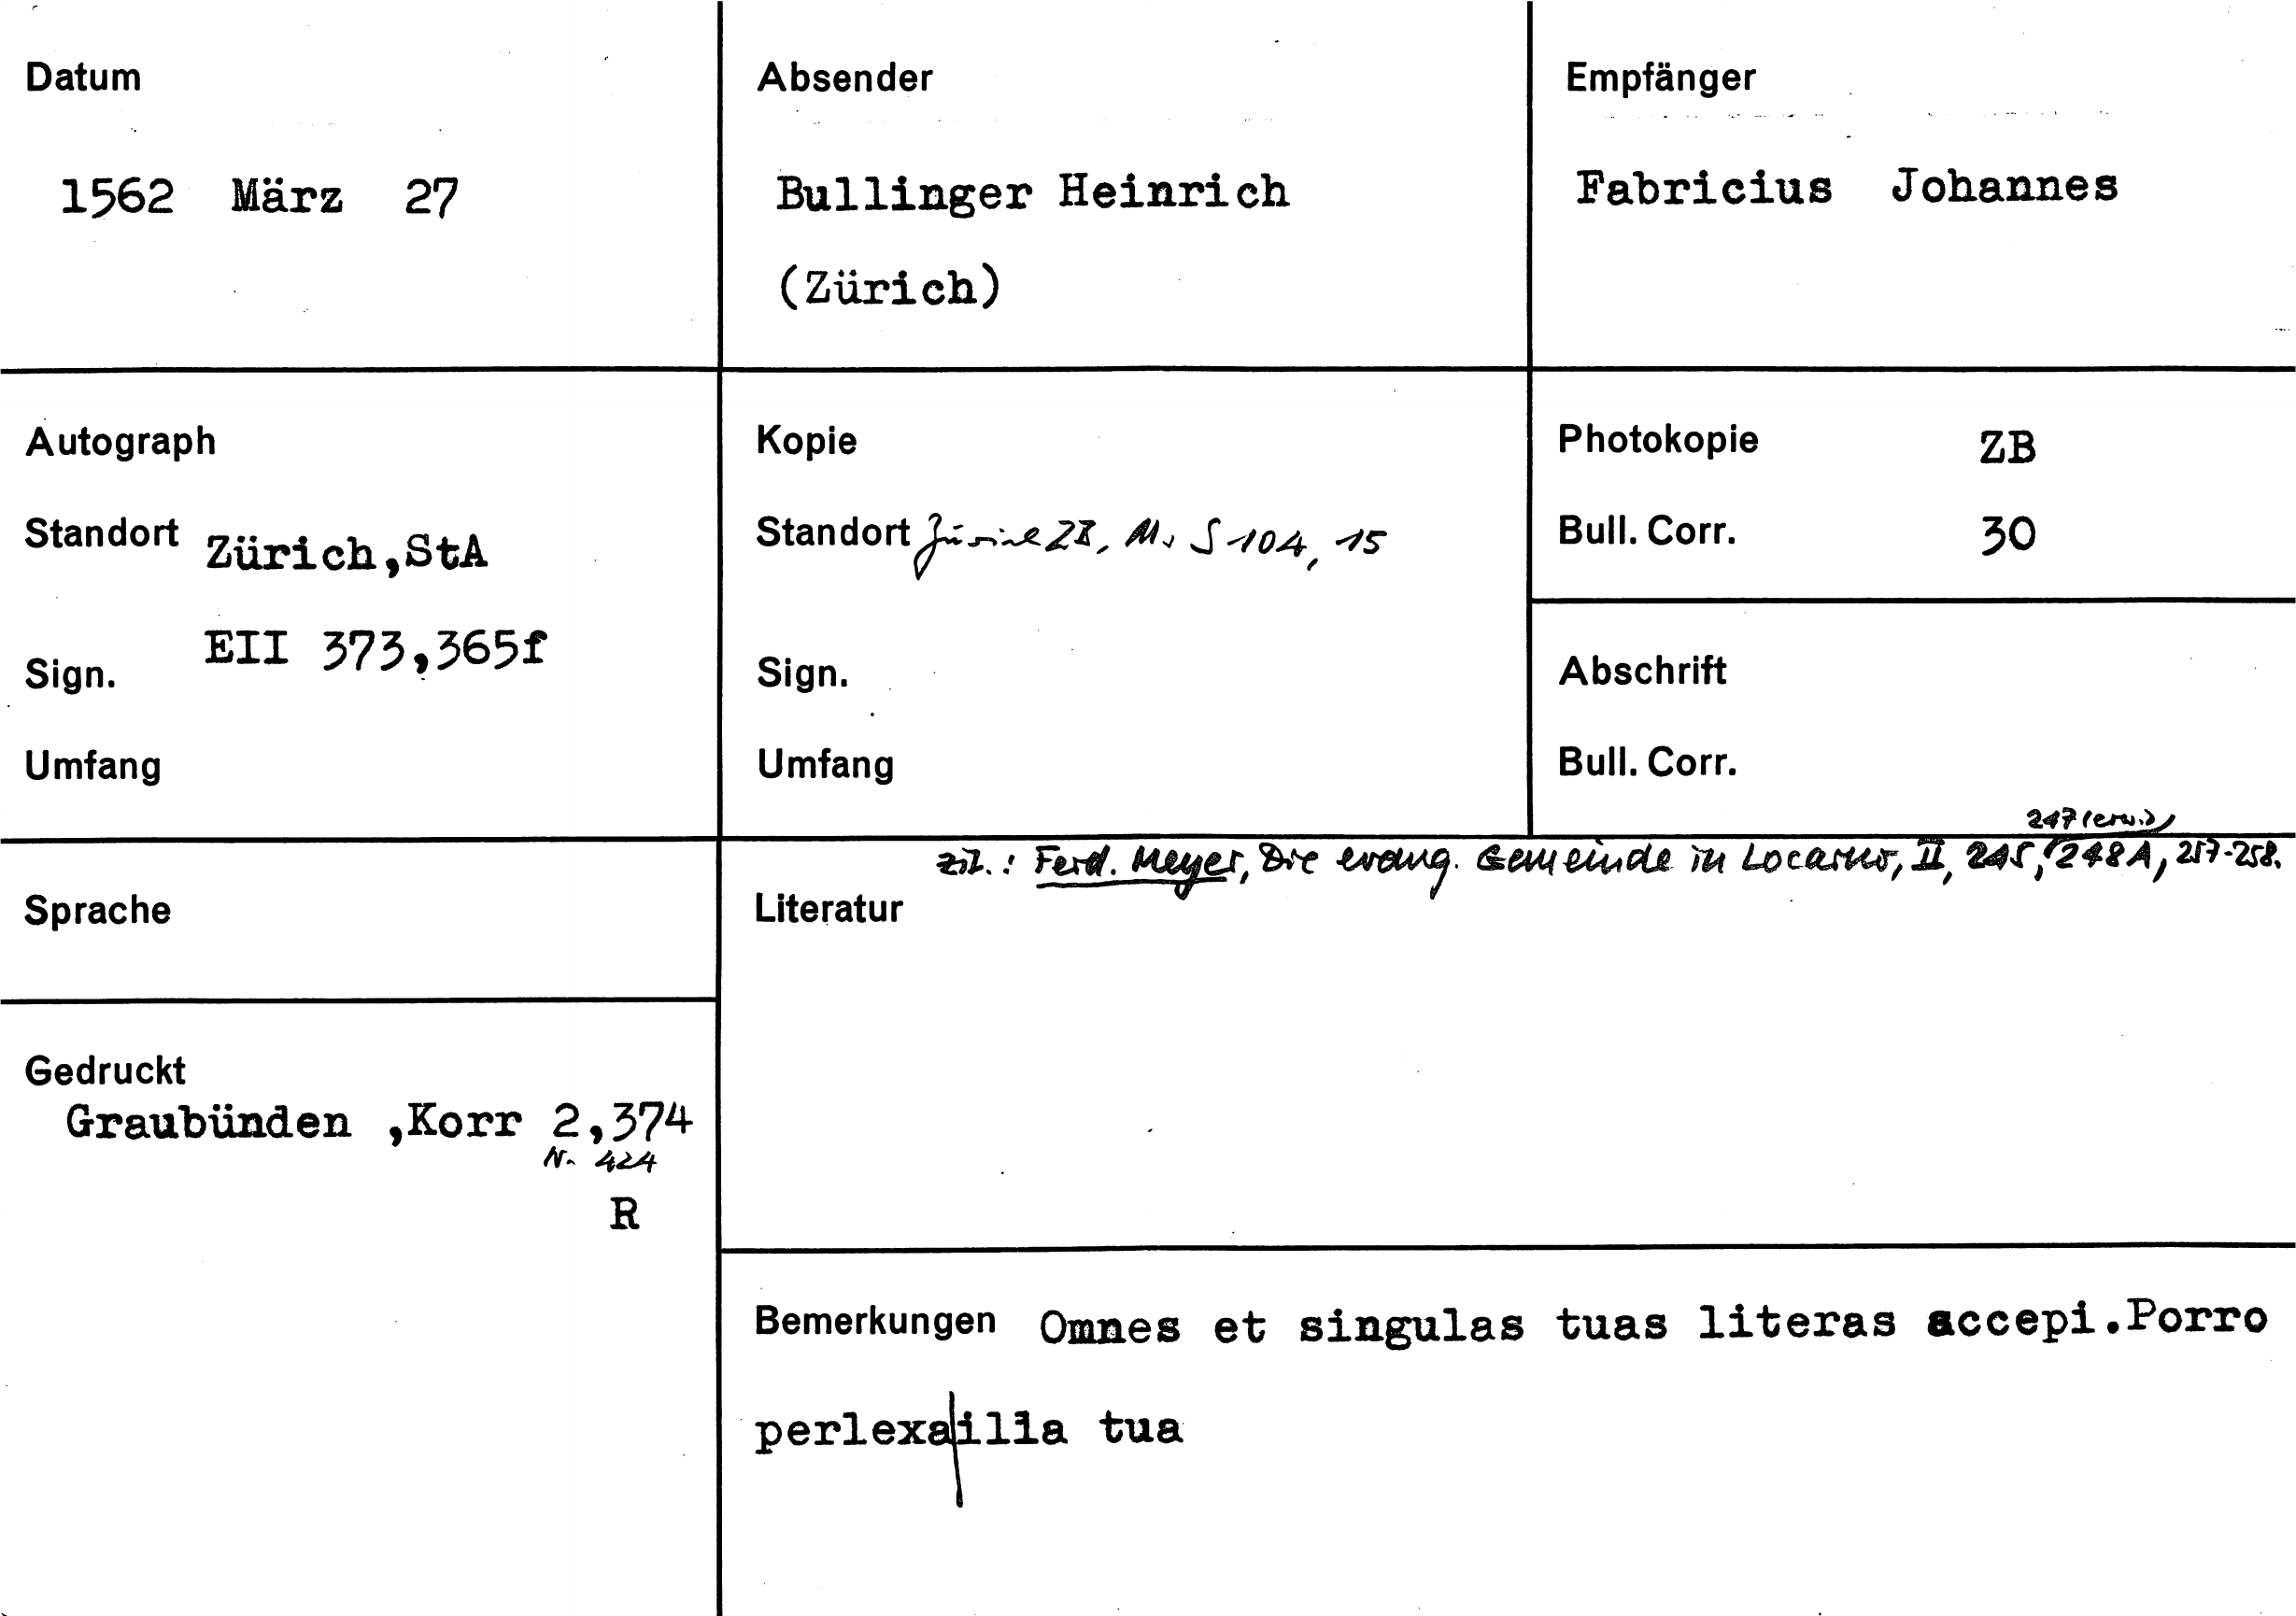 Datum
1562 März 27
Absender
Bullinger Heinrich
(Zürich)
Empfänger
Fabricius Johannes
Autograph
Standort Zürich,StA
Sign. EII 373,365f
Umfang
Kopie
Standort Zürich ZB, Ms S 104, 15
Sign.
Umfang
Photokopie ZB
Bull. Corr. 30
Abschrift
Bull. Corr.
Sprache
Gedruckt
Graubünden ,Korr 2,374
Nr 424
R
247 (erw.)
zit.: Ferd. Meyer, Die evang. Gemeinde in Locarno, II, 245, 248A, 257-258.
Literatur
Bemerkungen Omnes et singulas tuas literas accepi.Porro
perlexa|illa tua